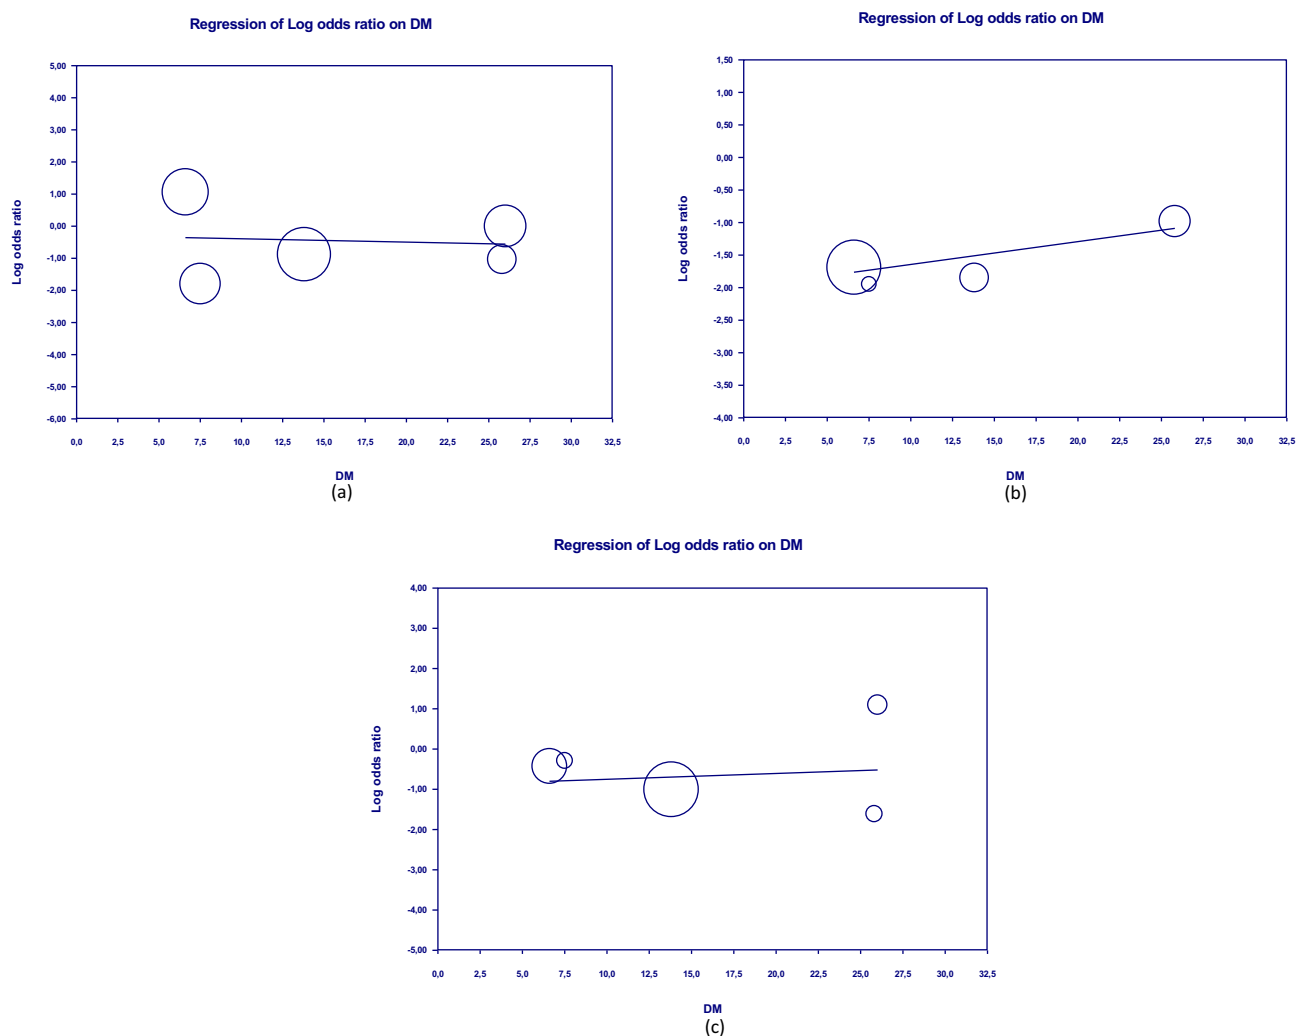 Regression of Log odds ratio on DM
5,00
4,00
3,00
2,00
1,00
0,00
-1,00
-2,00
-3,00
-4,00
-5,00
-6,00
Log odds ratio
0,0 2,5 5,0 7,5 10,0 12,5 15,0 17,5 20,0 22,5 25,0 27,5 30,0 32,5
DM
(a)
Regression of Log odds ratio on DM
1,50
1,00
0,50
0,00
-0,50
-1,00
-1,50
-2,00
-2,50
-3,00
-3,50
-4,00
Log odds ratio
0,0 2,5 5,0 7,5 10,0 12,5 15,0 17,5 20,0 22,5 25,0 27,5 30,0 32,5
DM
(b)
Regression of Log odds ratio on DM
4,00
3,00
2,00
1,00
0,00
-1,00
-2,00
-3,00
-4,00
-5,00
Log odds ratio
0,0 2,5 5,0 7,5 10,0 12,5 15,0 17,5 20,0 22,5 25,0 27,5 30,0 32,5
DM
(c)